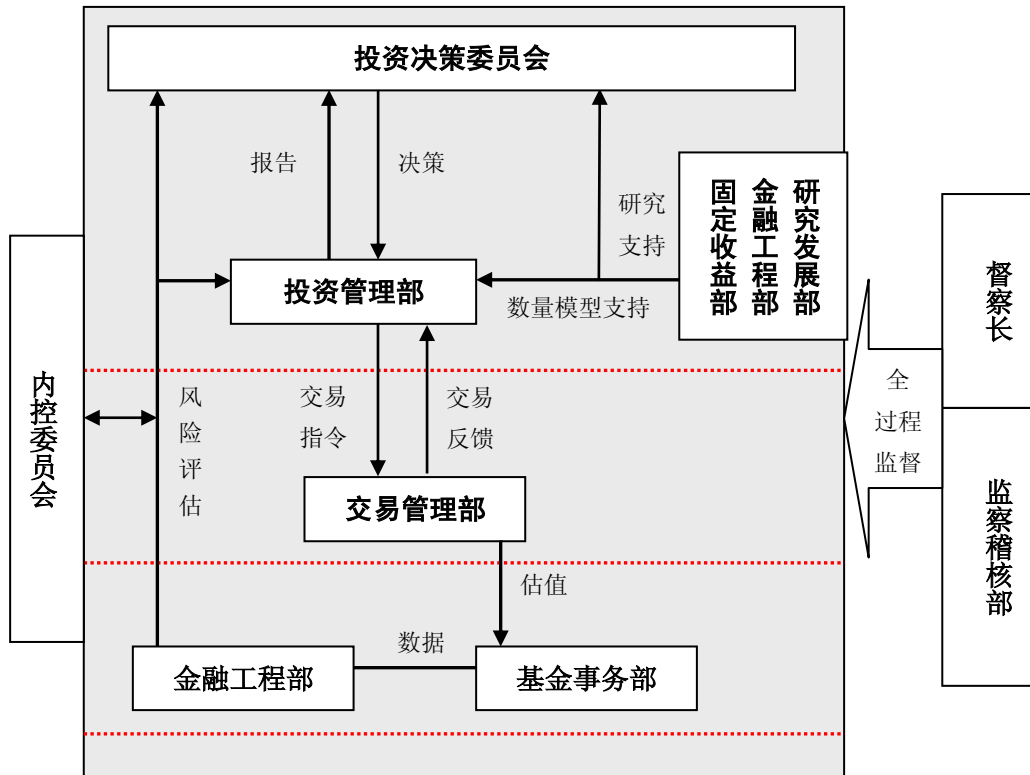 投资决策委员会
报告
决策
研究
支持
固定收益部
金融工程部
研究发展部
投资管理部
数量模型支持
督察长
内控委员会
风险评估
交易
指令
交易
反馈
全
过程
监督
交易管理部
监察稽核部
估值
数据
金融工程部
基金事务部